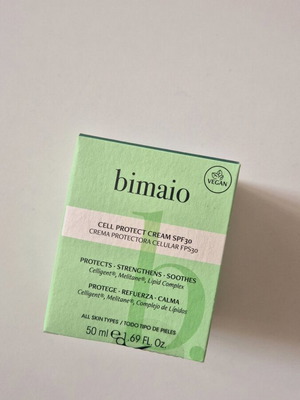 VEGAN
bimaio
CELL PROTECT CREAM SPF30
CREMA PROTECTORA CELULAR FPS30
b.
PROTECTS - STRENGTHENS - SOOTHES
Celligent®, Melitane®, Lipid Complex
PROTEGE - REFUERZA - CALMA
Celligent®, Melitane®, Complejo de Lípidos
ALL SKIN TYPES / TODO TIPO DE PIELES
50 ml e 1.69 FL. Oz.